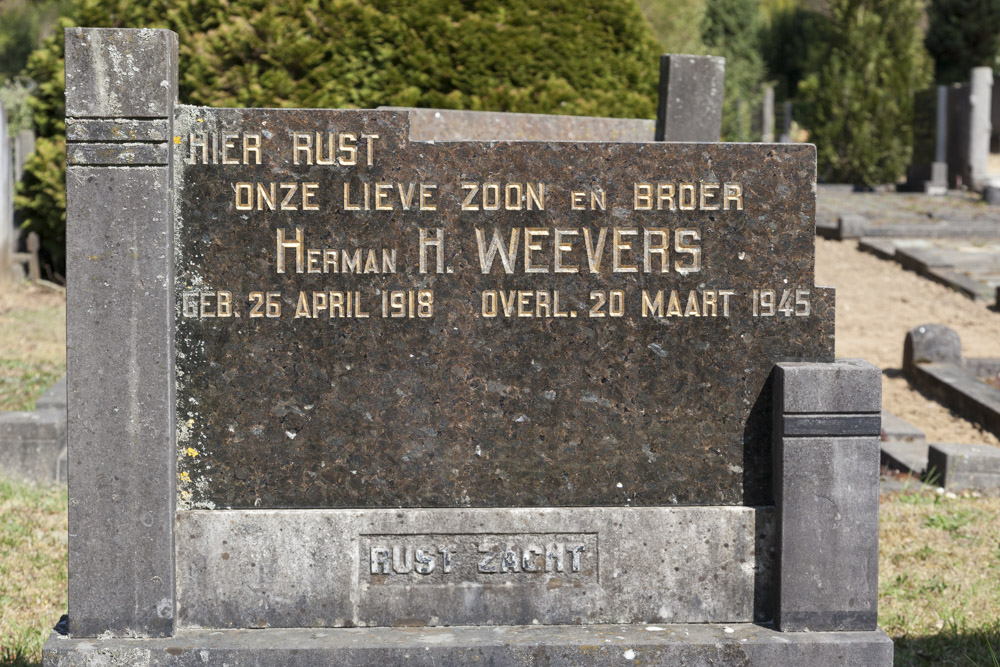 HIER RUST
ONZE LIEVE ZOON EN BROER
HERMAN H. WEEVERS
GEB. 26 APRIL 1918 OVERL. 20 MAART 1945
RUST ZACHT